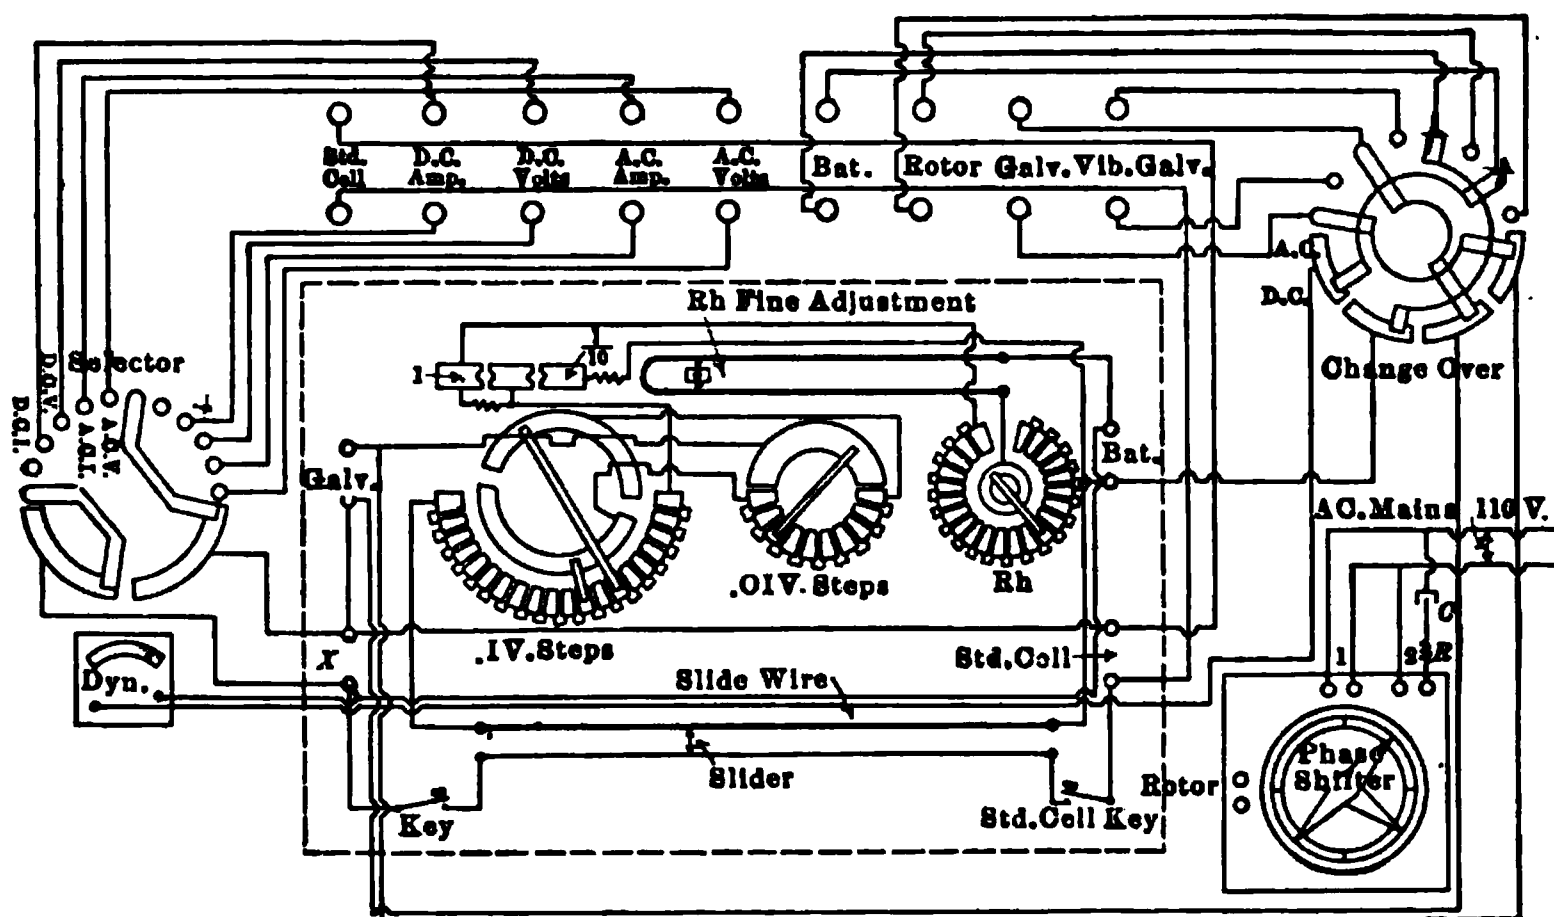 Std. Cell
D.C. Amp.
D.C. Volts
A.C. Amp.
A.C. Volts
Bat.
Rotor
Galv.
Vib. Galv.
A.C.
D.C.
Change Over
Rh Fine Adjustment
1
10
Selector
D.C.I.
D.C.V.
A.C.I.
A.C.V.
Galv.
Bat.
.1V. Steps
.01V. Steps
Rh
AC. Mains 110 V.
X
Std. Cell
Dyn.
Slide Wire
Slider
Key
Std. Cell Key
C
1
2
R
Rotor
Phase Shifter